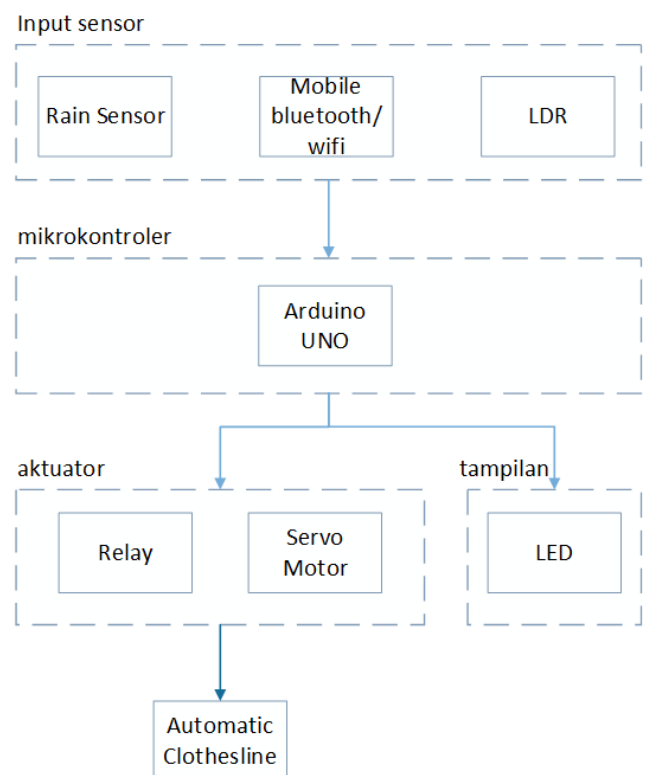 Input sensor
Rain Sensor
Mobile
bluetooth/
wifi
LDR
mikrokontroler
Arduino
UNO
aktuator
tampilan
Relay
Servo
Motor
LED
Automatic
Clothesline